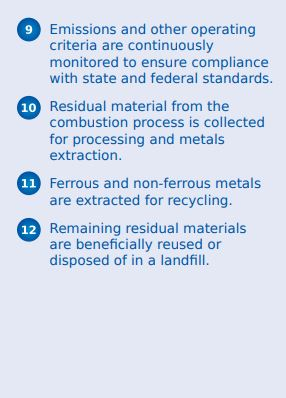 9 Emissions and other operating
criteria are continuously
monitored to ensure compliance
with state and federal standards.
10 Residual material from the
combustion process is collected
for processing and metals
extraction.
11 Ferrous and non-ferrous metals
are extracted for recycling.
12 Remaining residual materials
are beneficially reused or
disposed of in a landfill.